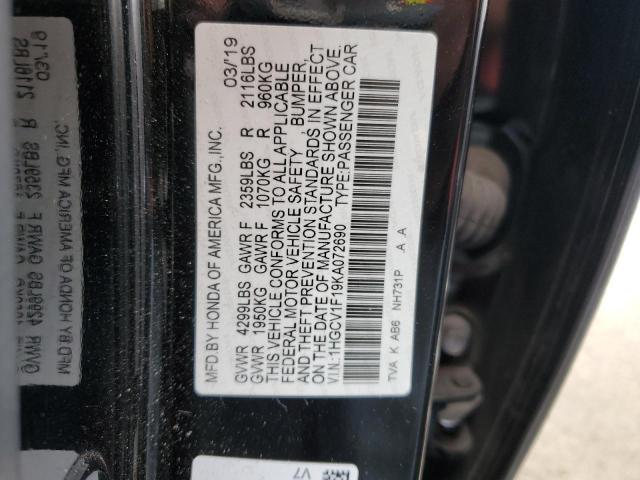 MFD BY HONDA OF AMERICA MFG.,INC. 03/'19
GVWR 4299LBS GAWR F 2359LBS R 2116LBS
GVWR 1950KG GAWR F 1070KG R 960KG
THIS VEHICLE CONFORMS TO ALL APPLICABLE
FEDERAL MOTOR VEHICLE SAFETY , BUMPER,
AND THEFT PREVENTION STANDARDS IN EFFECT
ON THE DATE OF MANUFACTURE SHOWN ABOVE.
V.I.N.:1HGCV1F19KA072690 TYPE:PASSENGER CAR
TVA K AB6 NH731P A .A
V7